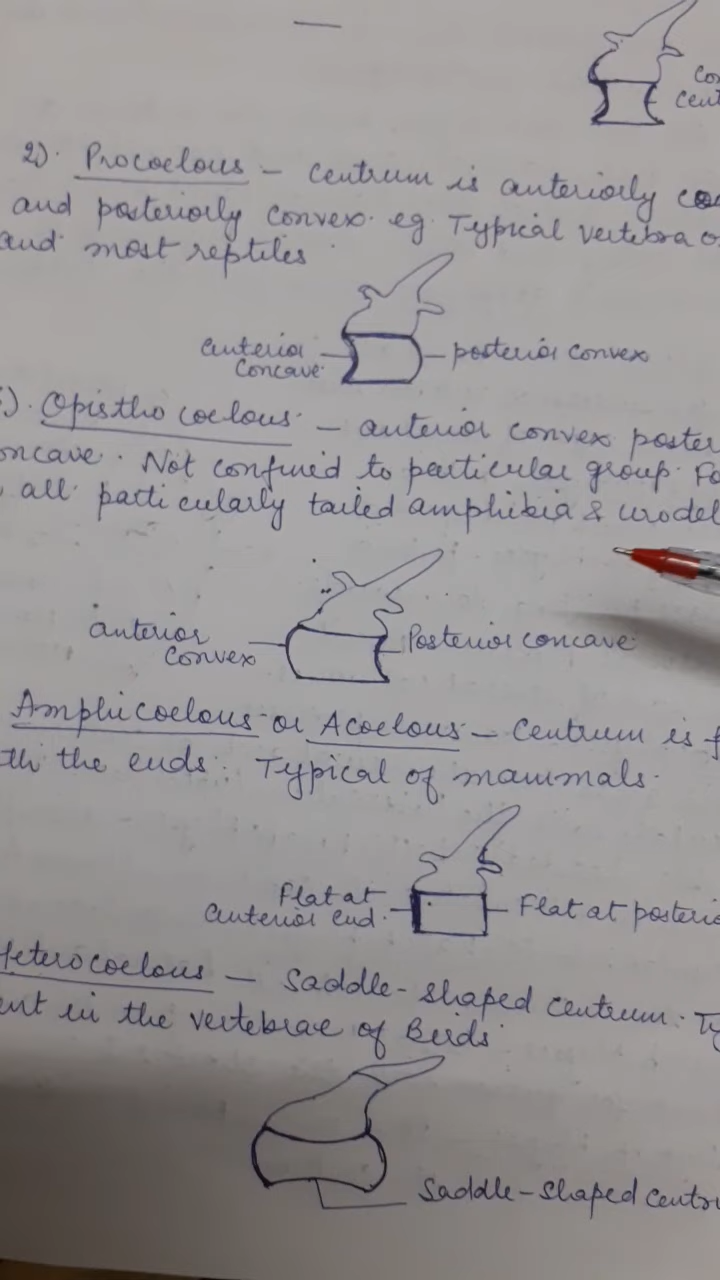 2). Procoelous - centrum is anteriorly
and posteriorly convex. eg. Typical vertebra
and most reptiles
anterior concave
posterior convex
Opistho coelous - anterior convex
Not confined to particular group.
all particularly tailed amphibia &
anterior convex
Posterior concave
Amphicoelous or Acoelous - Centrum is
the ends. Typical of mammals.
Flat at anterior end.
Flat at
Heterocoelous - Saddle-shaped centrum.
in the vertebrae of Birds
Saddle-shaped